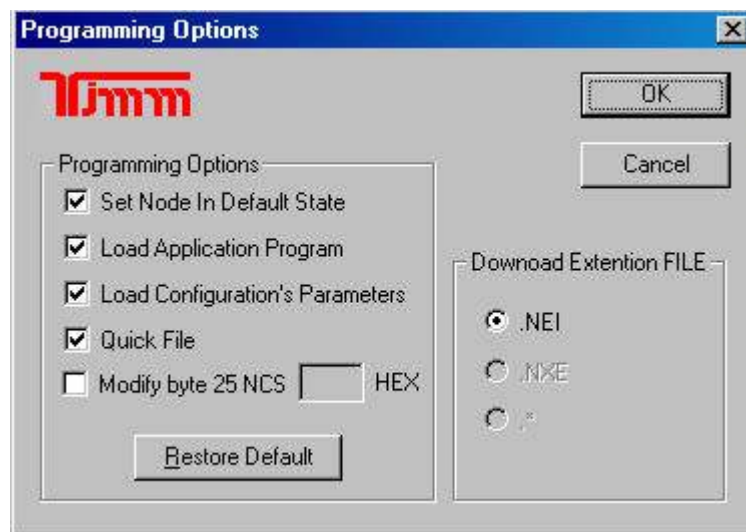 Programming Options
OK
Cancel
Programming Options
Set Node In Default State
Load Application Program
Load Configuration's Parameters
Quick File
Modify byte 25 NCS HEX
Restore Default
Downoad Extention FILE
.NEI
.NXE
.*